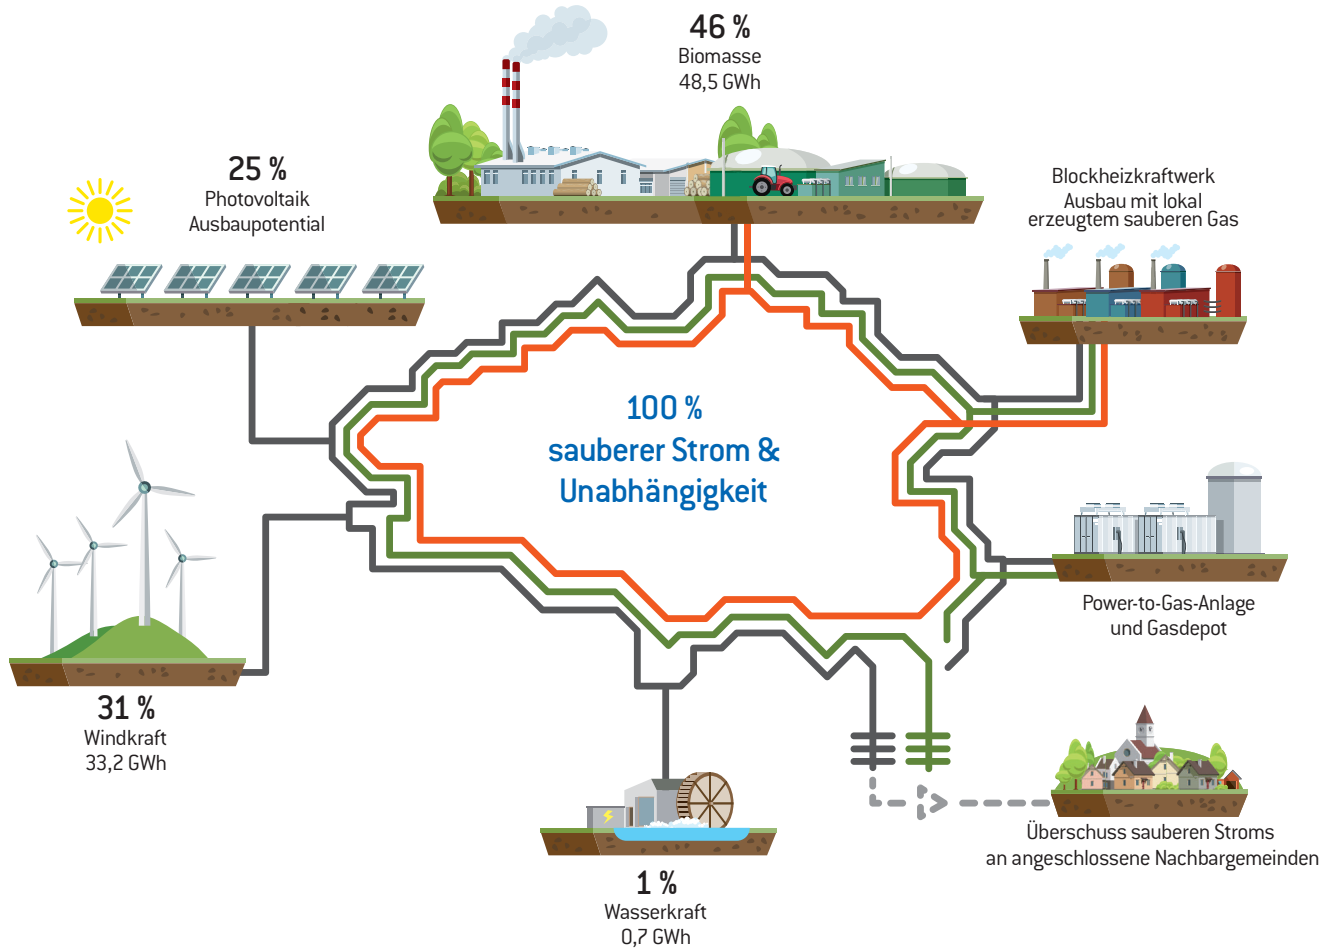 46 %
Biomasse
48,5 GWh
25 %
Photovoltaik
Ausbaupotential
Blockheizkraftwerk
Ausbau mit lokal
erzeugtem sauberen Gas
100 %
sauberer Strom &
Unabhängigkeit
Power-to-Gas-Anlage
und Gasdepot
31 %
Windkraft
33,2 GWh
Überschuss sauberen Stroms
an angeschlossene Nachbargemeinden
1 %
Wasserkraft
0,7 GWh